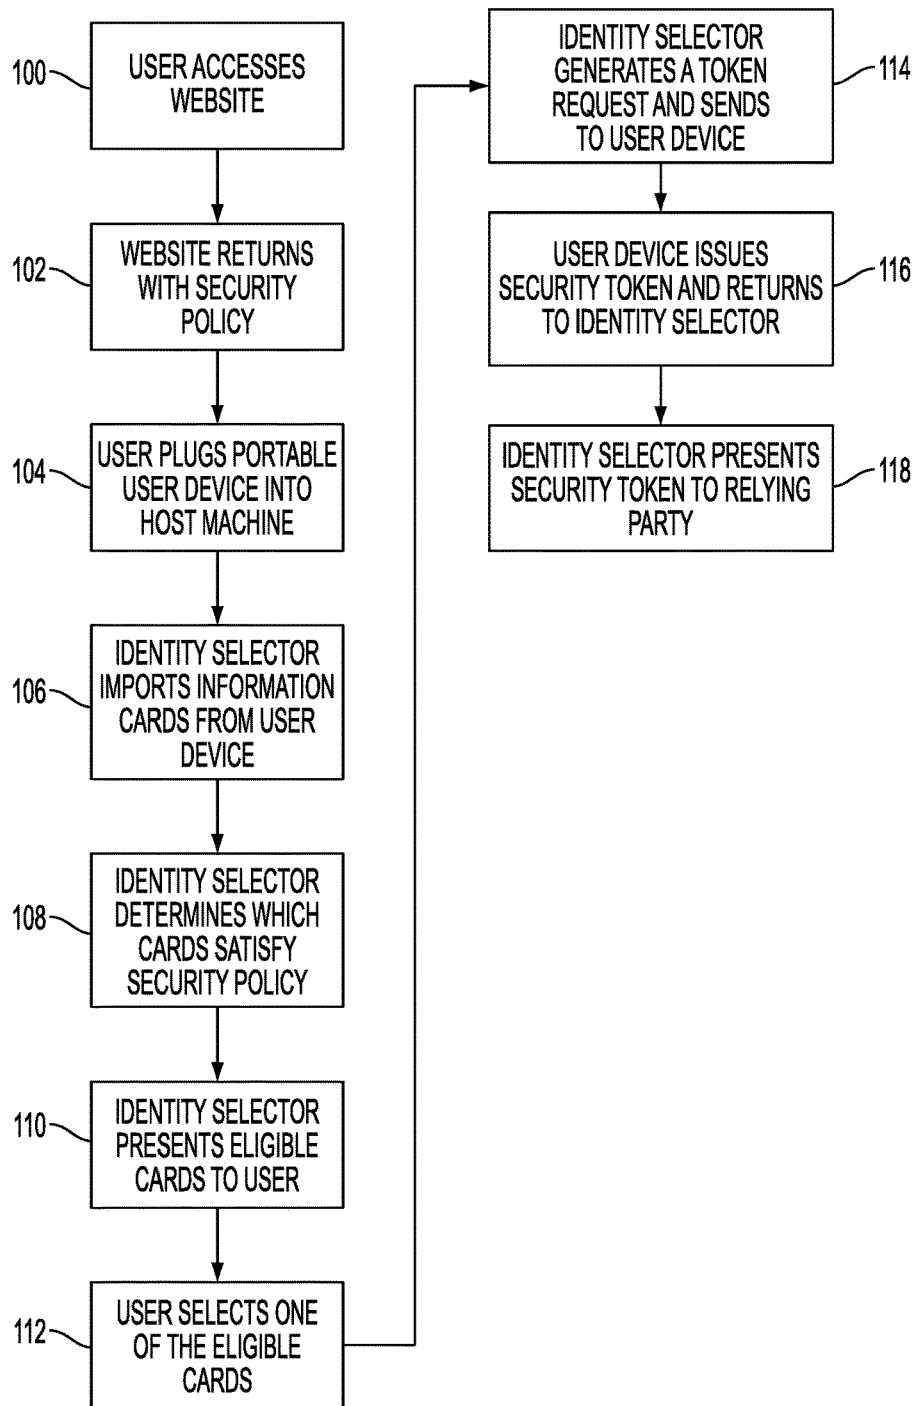 100
USER ACCESSES
WEBSITE
102
WEBSITE RETURNS
WITH SECURITY
POLICY
104
USER PLUGS PORTABLE
USER DEVICE INTO
HOST MACHINE
106
IDENTITY SELECTOR
IMPORTS INFORMATION
CARDS FROM USER
DEVICE
108
IDENTITY SELECTOR
DETERMINES WHICH
CARDS SATISFY
SECURITY POLICY
110
IDENTITY SELECTOR
PRESENTS ELIGIBLE
CARDS TO USER
112
USER SELECTS ONE
OF THE ELIGIBLE
CARDS
IDENTITY SELECTOR
GENERATES A TOKEN
REQUEST AND SENDS
TO USER DEVICE
114
USER DEVICE ISSUES
SECURITY TOKEN AND RETURNS
TO IDENTITY SELECTOR
116
IDENTITY SELECTOR PRESENTS
SECURITY TOKEN TO RELYING
PARTY
118